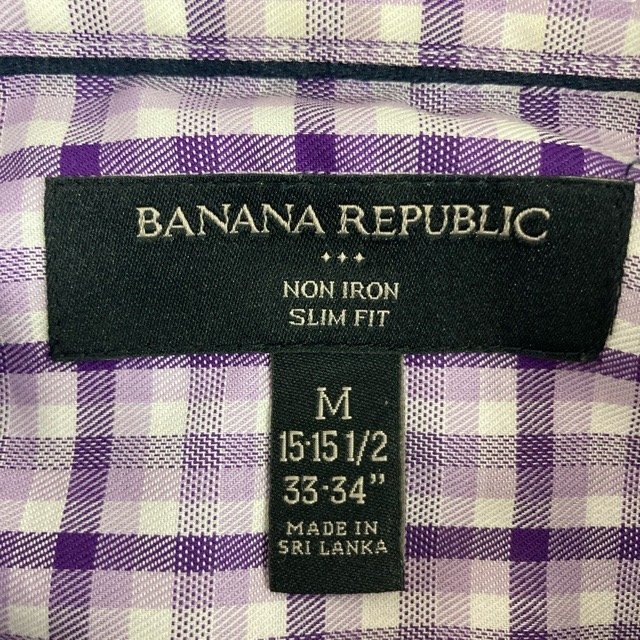 BANANA REPUBLIC
NON IRON
SLIM FIT
M
15-15 1/2
33-34"
MADE IN
SRI LANKA